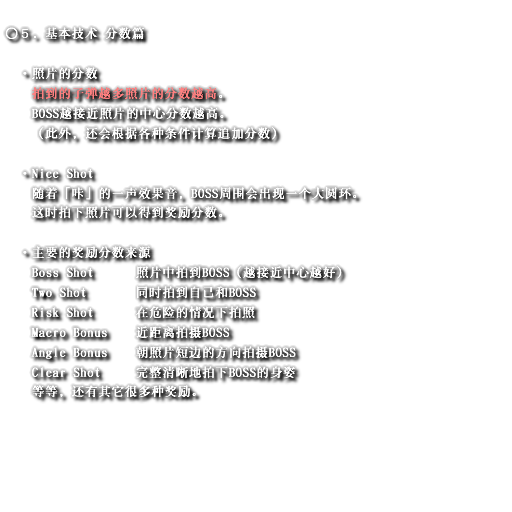 ○５．基本技术 分数篇
・照片的分数
拍到的子弹越多照片的分数越高。
BOSS越接近照片的中心分数越高。
（此外，还会根据各种条件计算追加分数）
・Nice Shot
随着「咔」的一声效果音，BOSS周围会出现一个大圆环。
这时拍下照片可以得到奖励分数。
・主要的奖励分数来源
Boss Shot 照片中拍到BOSS（越接近中心越好）
Two Shot 同时拍到自己和BOSS
Risk Shot 在危险的情况下拍照
Macro Bonus 近距离拍摄BOSS
Angle Bonus 朝照片短边的方向拍摄BOSS
Clear Shot 完整清晰地拍下BOSS的身姿
等等，还有其它很多种奖励。